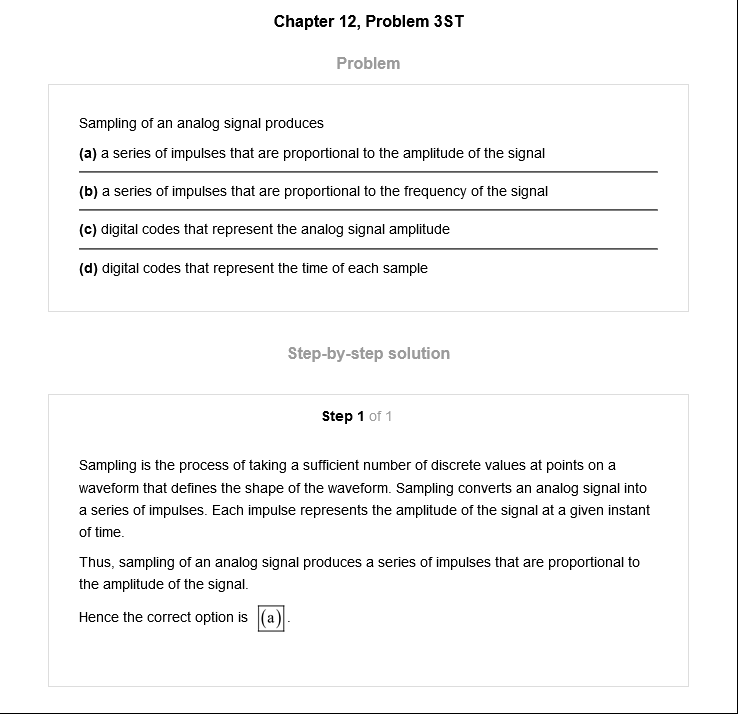 Chapter 12, Problem 3ST
Problem
Sampling of an analog signal produces
(a) a series of impulses that are proportional to the amplitude of the signal
(b) a series of impulses that are proportional to the frequency of the signal
(c) digital codes that represent the analog signal amplitude
(d) digital codes that represent the time of each sample
Step-by-step solution
Step 1 of 1
Sampling is the process of taking a sufficient number of discrete values at points on a
waveform that defines the shape of the waveform. Sampling converts an analog signal into
a series of impulses. Each impulse represents the amplitude of the signal at a given instant
of time.
Thus, sampling of an analog signal produces a series of impulses that are proportional to
the amplitude of the signal.
Hence the correct option is (a).